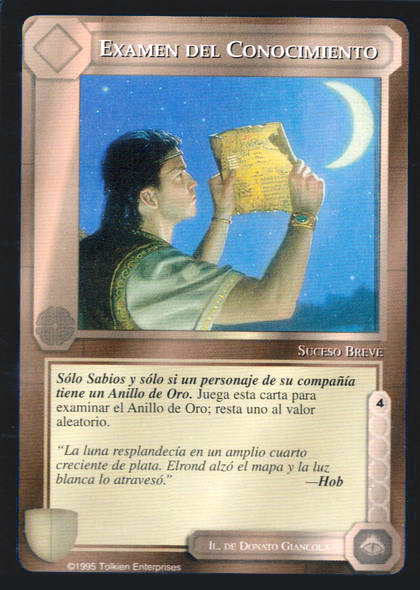 Examen del Conocimiento
Suceso Breve
Sólo Sabios y sólo si un personaje de su compañía
tiene un Anillo de Oro. Juega esta carta para
examinar el Anillo de Oro; resta uno al valor
aleatorio.
4
“La luna resplandecía en un amplio cuarto
creciente de plata. Elrond alzó el mapa y la luz
blanca lo atravesó.” —Hob
Il. de Donato Giancola
©1995 Tolkien Enterprises